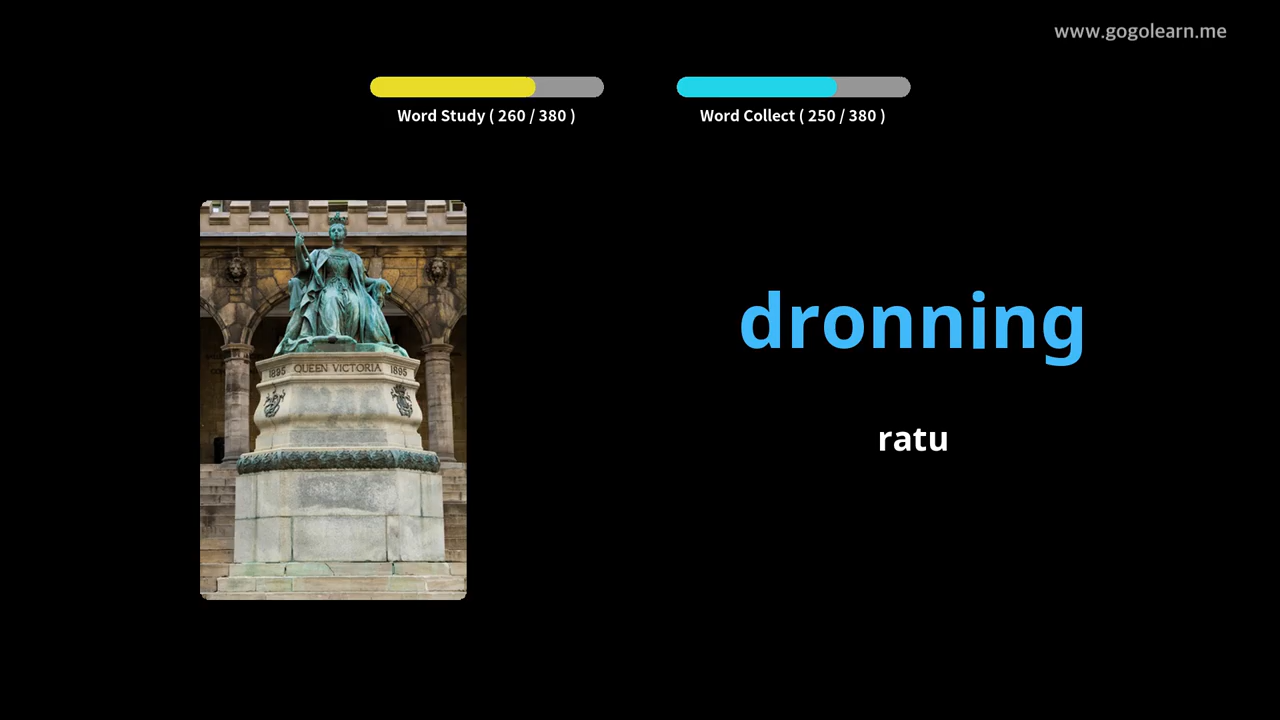 www.gogolearn.me
Word Study ( 260 / 380 )
Word Collect ( 250 / 380 )
1895 QUEEN VICTORIA 1895
dronning
ratu